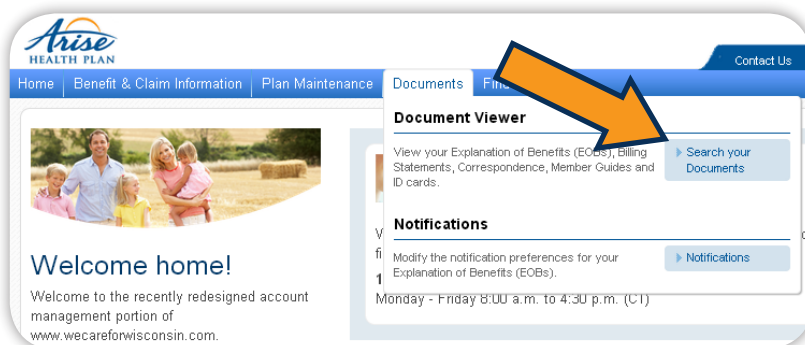 Arise
HEALTH PLAN
Contact Us
Home Benefit & Claim Information Plan Maintenance Documents
Document Viewer
View your Explanation of Benefits (EOBs), Billing
Statements, Correspondence, Member Guides and
ID cards.
Search your
Documents
Notifications
Modify the notification preferences for your
Explanation of Benefits (EOBs).
Notifications
Monday - Friday 8:00 a.m. to 4:30 p.m. (CT)
Welcome home!
Welcome to the recently redesigned account
management portion of
www.wecareforwisconsin.com.